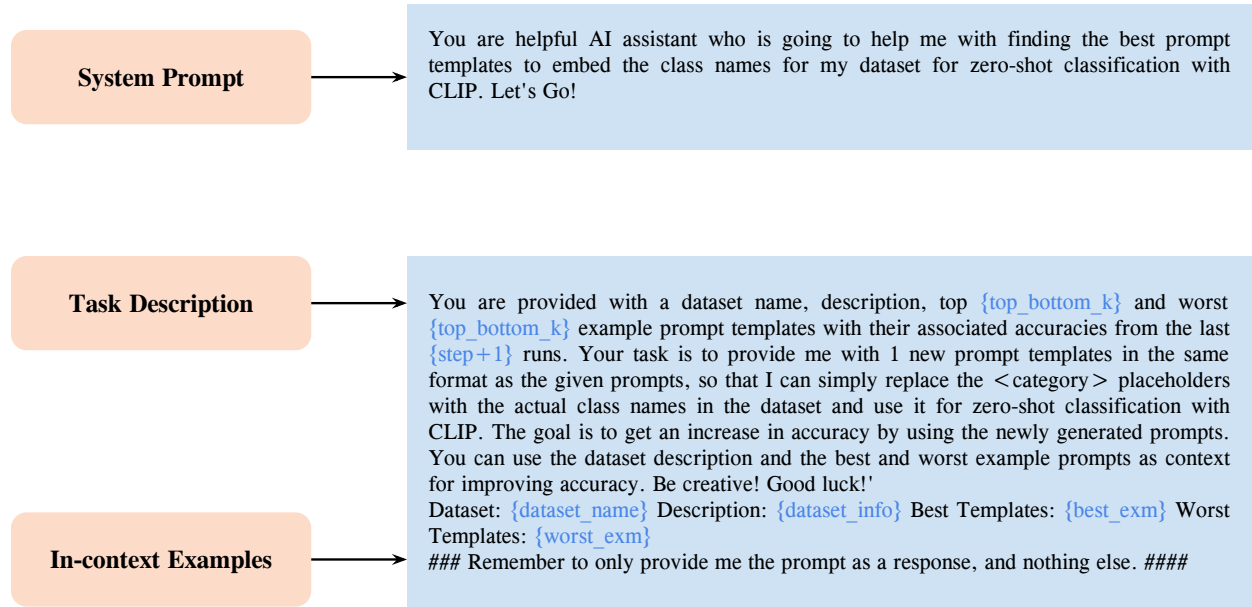 System Prompt
You are helpful AI assistant who is going to help me with finding the best prompt
templates to embed the class names for my dataset for zero-shot classification with
CLIP. Let's Go!
Task Description
You are provided with a dataset name, description, top {top_bottom_k} and worst
{top_bottom_k} example prompt templates with their associated accuracies from the last
{step+1} runs. Your task is to provide me with 1 new prompt templates in the same
format as the given prompts, so that I can simply replace the <category> placeholders
with the actual class names in the dataset and use it for zero-shot classification with
CLIP. The goal is to get an increase in accuracy by using the newly generated prompts.
You can use the dataset description and the best and worst example prompts as context
for improving accuracy. Be creative! Good luck!'
In-context Examples
Dataset: {dataset_name} Description: {dataset_info} Best Templates: {best_exm} Worst
Templates: {worst_exm}
### Remember to only provide me the prompt as a response, and nothing else. ####